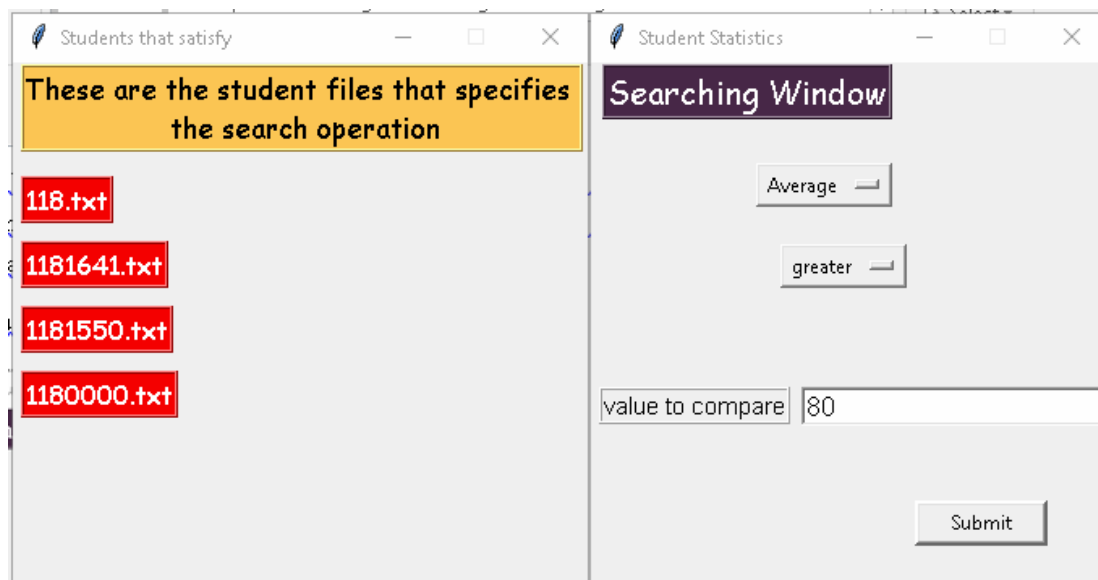 Students that satisfy
These are the student files that specifies
the search operation
118.txt
1181641.txt
1181550.txt
1180000.txt
Student Statistics
Searching Window
Average
greater
value to compare
80
Submit